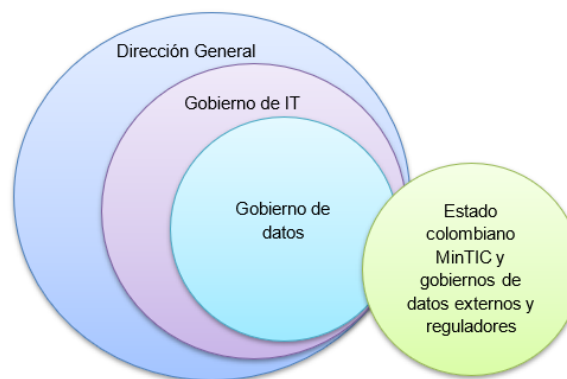 Dirección General
Gobierno de IT
Gobierno de
datos
Estado
colombiano
MinTIC y
gobiernos de
datos externos y
reguladores